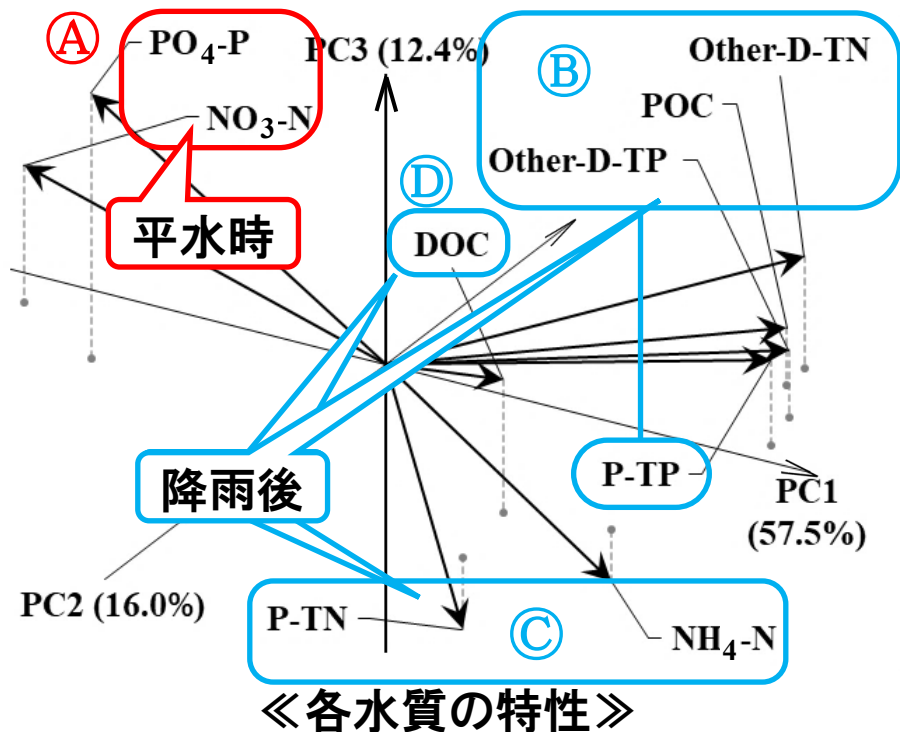 Ⓐ
PO4-P
NO3-N
平水時
PC3 (12.4%)
Ⓑ
Other-D-TN
POC
Other-D-TP
Ⓓ
DOC
降雨後
P-TP
PC1
(57.5%)
PC2 (16.0%)
P-TN
Ⓒ
NH4-N
≪各水質の特性≫